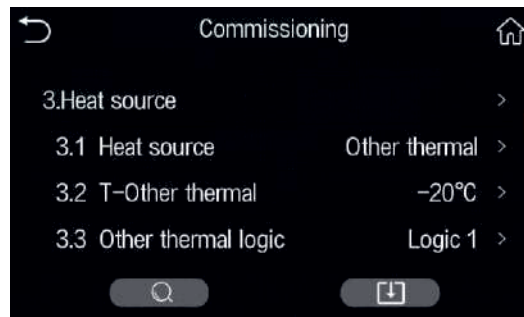 Commissioning
3.Heat source >
3.1 Heat source Other thermal >
3.2 T-Other thermal -20°C >
3.3 Other thermal logic Logic 1 >